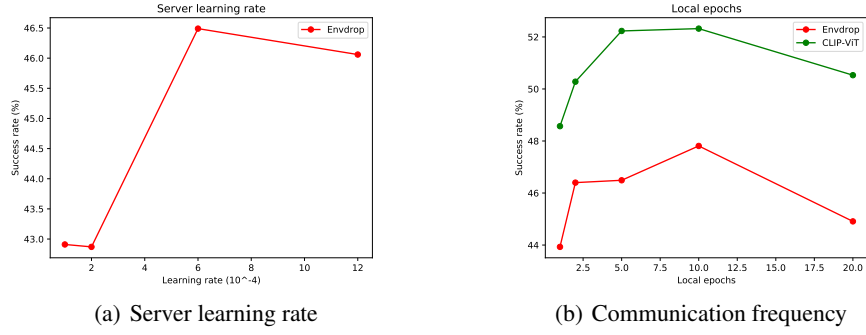 Server learning rate
Envdrop
46.5
46.0
45.5
45.0
44.5
44.0
43.5
43.0
Success rate (%)
2 4 6 8 10 12
Learning rate (10^-4)
(a) Server learning rate
Local epochs
Envdrop
CLIP-ViT
52
50
48
46
44
Success rate (%)
2.5 5.0 7.5 10.0 12.5 15.0 17.5 20.0
Local epochs
(b) Communication frequency